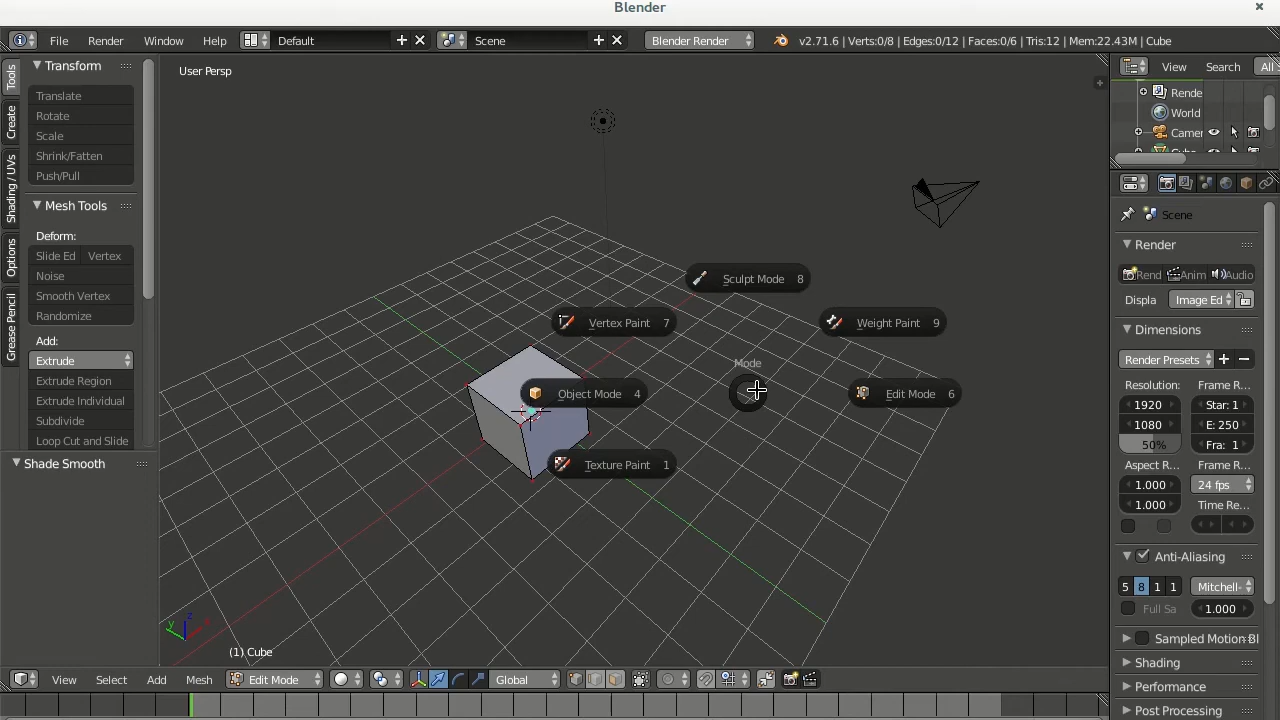 Blender
File Render Window Help Default Scene Blender Render v2.71.6 | Verts:0/8 | Edges:0/12 | Faces:0/6 | Tris:12 | Mem:22.43M | Cube
Tools
Create
Shading / UVs
Options
Grease Pencil
Transform
Translate
Rotate
Scale
Shrink/Fatten
Push/Pull
Mesh Tools
Deform:
Slide Ed Vertex
Noise
Smooth Vertex
Randomize
Add:
Extrude
Extrude Region
Extrude Individual
Subdivide
Loop Cut and Slide
Shade Smooth
User Persp
Sculpt Mode 8
Vertex Paint 7
Weight Paint 9
Mode
Object Mode 4
Edit Mode 6
Texture Paint 1
z
y
(1) Cube
View Select Add Mesh Edit Mode Global
View Search All S
Rende
World
Camer
Scene
Render
Rend Anim Audio
Displa Image Ed
Dimensions
Render Presets
Resolution: Frame R...
1920 Start: 1
1080 E: 250
50% Fra: 1
Aspect R... Frame R...
1.000 24 fps
1.000 Time Re...
Anti-Aliasing
5 8 1 1 Mitchell-
Full Sa 1.000
Sampled Motion Bl
Shading
Performance
Post Processing